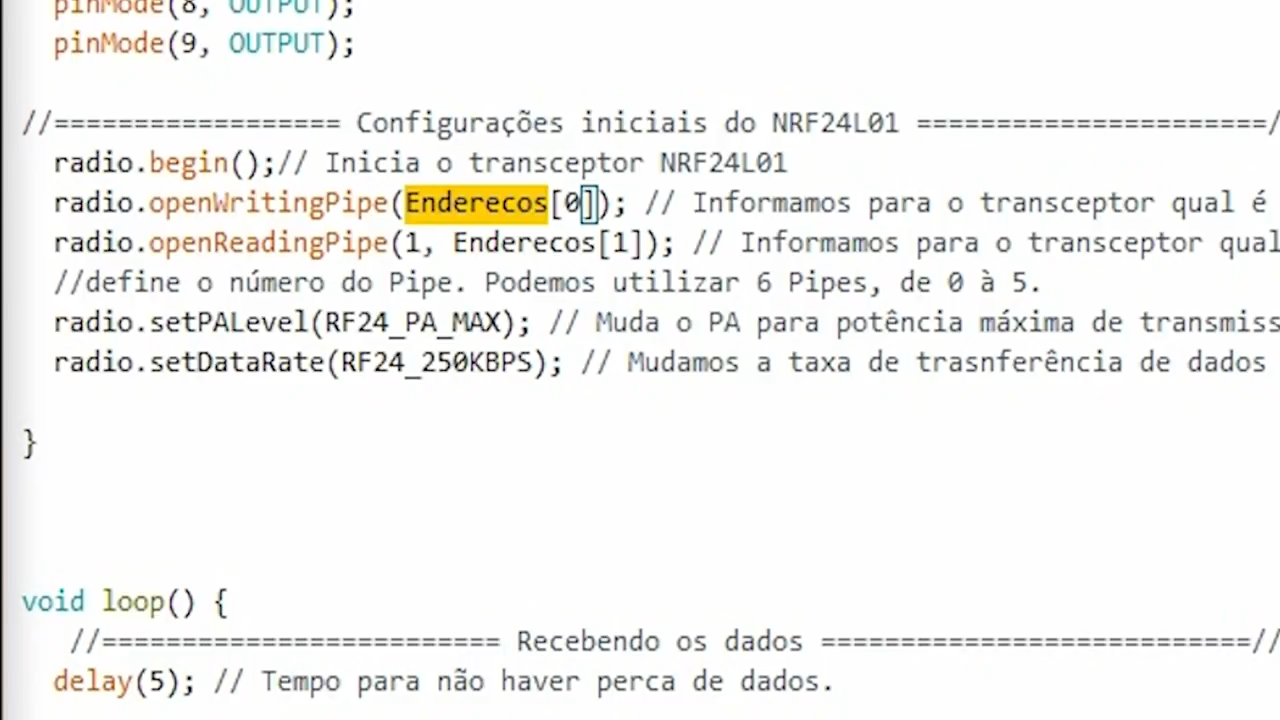 pinMode(8, OUTPUT);
pinMode(9, OUTPUT);
//================== Configurações iniciais do NRF24L01 ======================/
radio.begin();// Inicia o transceptor NRF24L01
radio.openWritingPipe(Enderecos[0]); // Informamos para o transceptor qual é
radio.openReadingPipe(1, Enderecos[1]); // Informamos para o transceptor qual
//define o número do Pipe. Podemos utilizar 6 Pipes, de 0 à 5.
radio.setPALevel(RF24_PA_MAX); // Muda o PA para potência máxima de transmiss
radio.setDataRate(RF24_250KBPS); // Mudamos a taxa de trasnferência de dados
}
void loop() {
//========================= Recebendo os dados ===========================//
delay(5); // Tempo para não haver perca de dados.